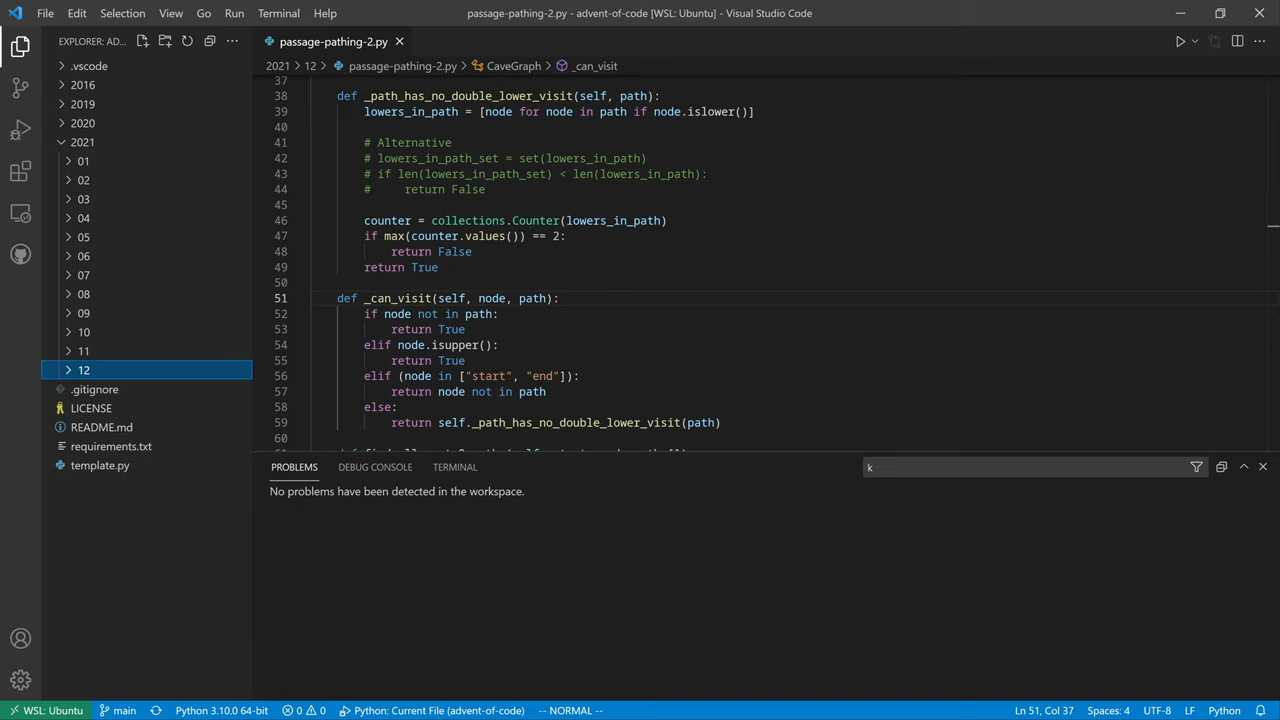 File Edit Selection View Go Run Terminal Help
passage-pathing-2.py - advent-of-code [WSL: Ubuntu] - Visual Studio Code
EXPLORER: AD...
passage-pathing-2.py
2021 > 12 > passage-pathing-2.py > CaveGraph > _can_visit
.vscode
2016
2019
2020
2021
01
02
03
04
05
06
07
08
09
10
11
12
.gitignore
LICENSE
README.md
requirements.txt
template.py
37
38 def _path_has_no_double_lower_visit(self, path):
39 lowers_in_path = [node for node in path if node.islower()]
40
41 # Alternative
42 # lowers_in_path_set = set(lowers_in_path)
43 # if len(lowers_in_path_set) < len(lowers_in_path):
44 #     return False
45
46 counter = collections.Counter(lowers_in_path)
47 if max(counter.values()) == 2:
48 return False
49 return True
50
51 def _can_visit(self, node, path):
52 if node not in path:
53 return True
54 elif node.isupper():
55 return True
56 elif (node in ["start", "end"]):
57 return node not in path
58 else:
59 return self._path_has_no_double_lower_visit(path)
60
PROBLEMS DEBUG CONSOLE TERMINAL
k
No problems have been detected in the workspace.
WSL: Ubuntu main Python 3.10.0 64-bit 0 0 Python: Current File (advent-of-code) -- NORMAL -- Ln 51, Col 37 Spaces: 4 UTF-8 LF Python